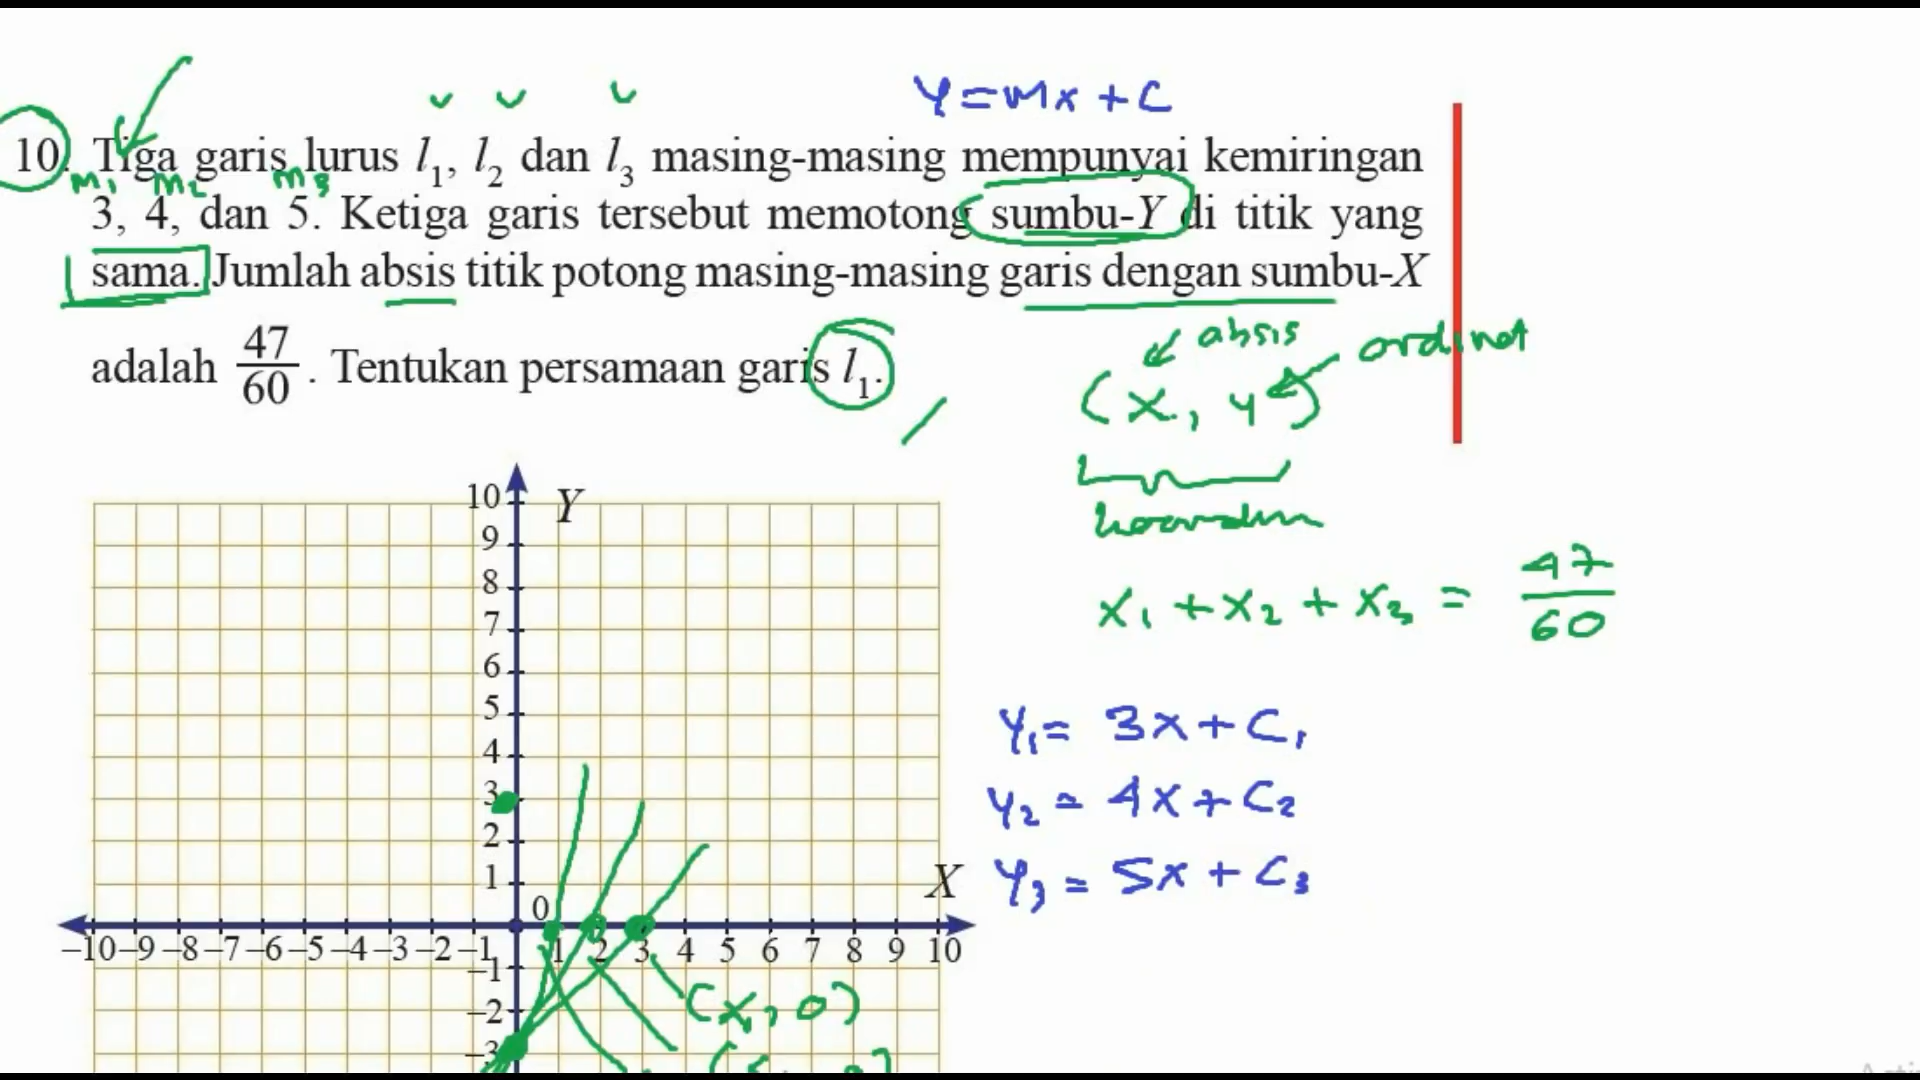 Y = mx + c
10. Tiga garis lurus l₁, l₂ dan l₃ masing-masing mempunyai kemiringan
m₁ m₂ m₃
3, 4, dan 5. Ketiga garis tersebut memotong sumbu-Y di titik yang
sama. Jumlah absis titik potong masing-masing garis dengan sumbu-X
adalah 47/60. Tentukan persamaan garis l₁.
absis ordinat
(x, y)
x₁ + x₂ + x₃ = 47/60
Y₁ = 3x + C₁
Y₂ = 4x + C₂
Y₃ = 5x + C₃
10 Y
9
8
7
6
5
4
3
2
1 X
0
–10 –9 –8 –7 –6 –5 –4 –3 –2 –1 1 2 3 4 5 6 7 8 9 10
–1
–2 (x₁, 0)
–3